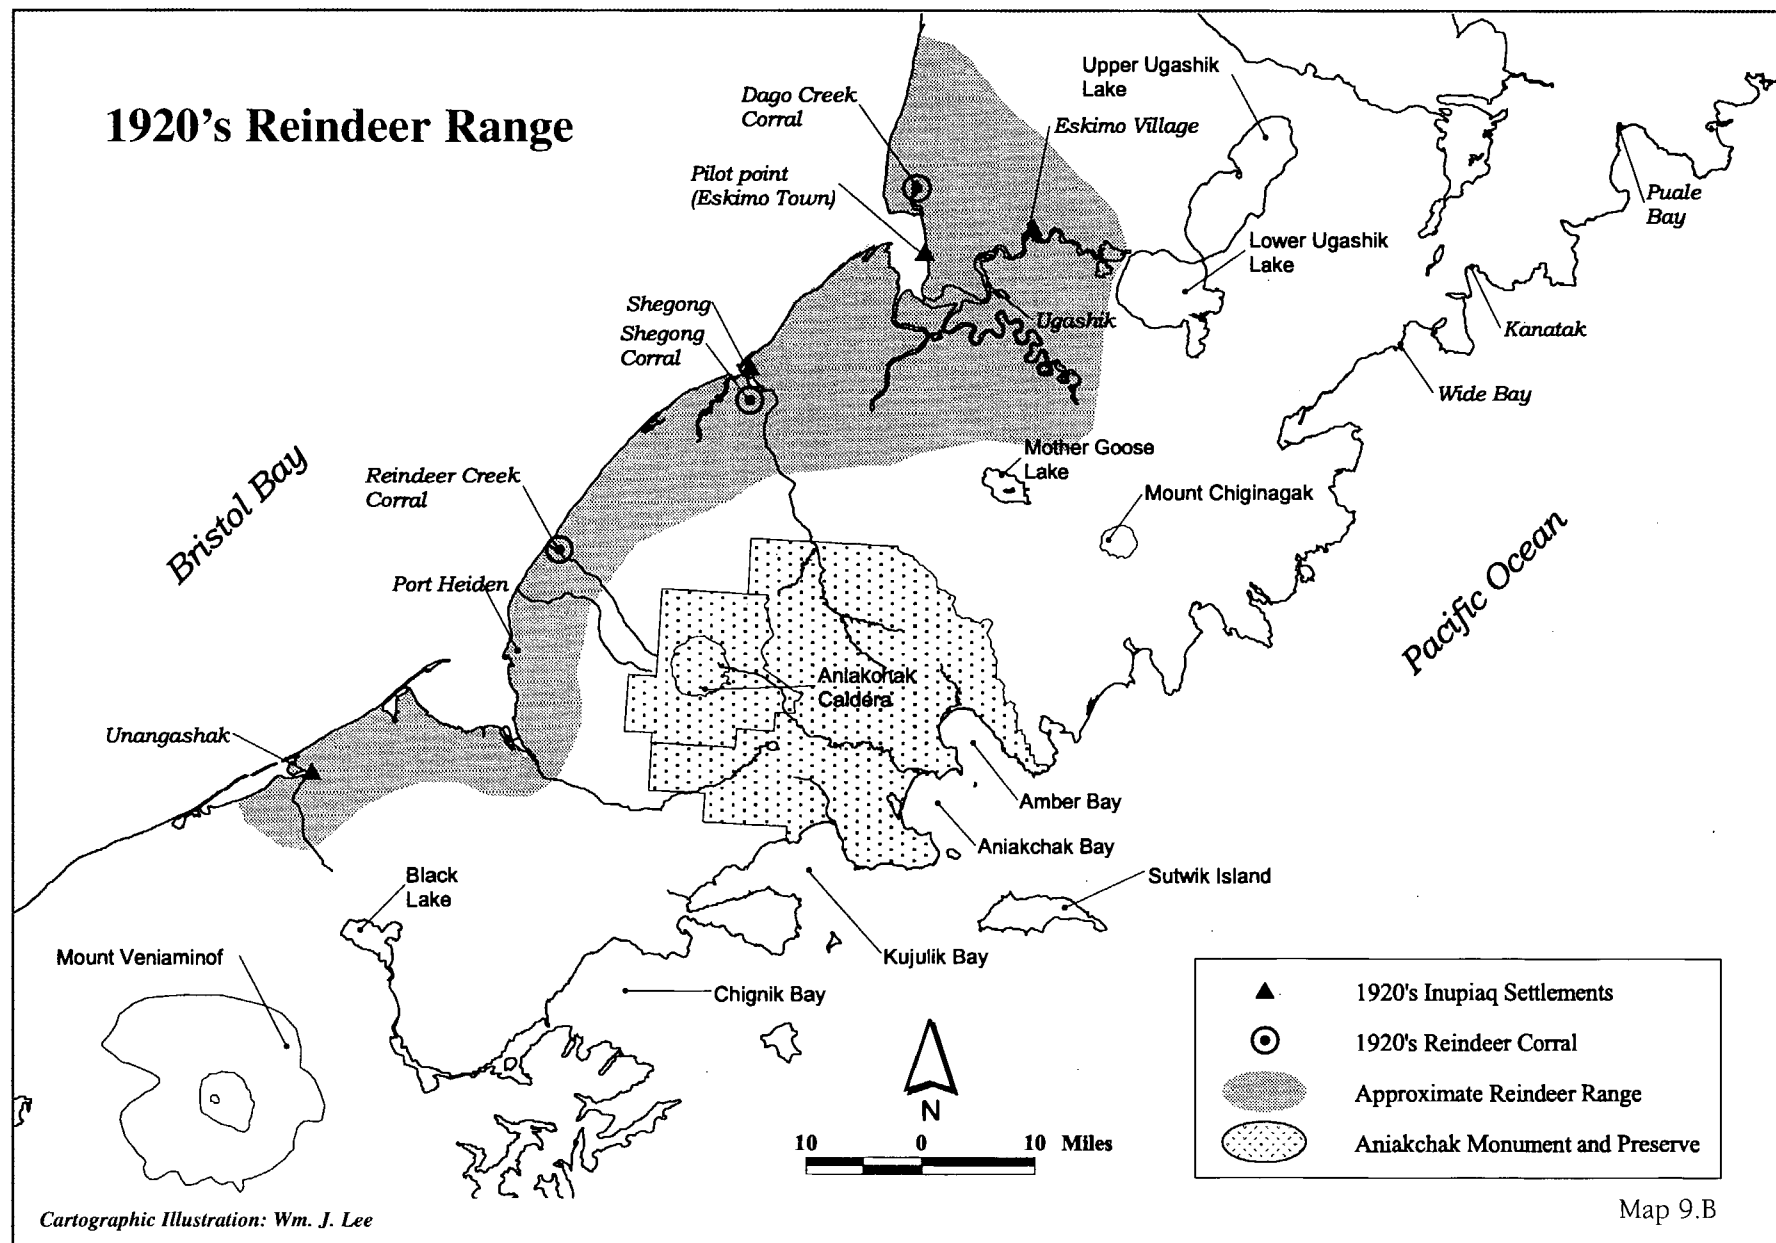 1920's Reindeer Range
Dago Creek
Corral
Upper Ugashik
Lake
Eskimo Village
Pilot point
(Eskimo Town)
Puale
Bay
Lower Ugashik
Lake
Shegong
Shegong
Corral
Ugashik
Kanatak
Wide Bay
Mother Goose
Lake
Reindeer Creek
Corral
Mount Chiginagak
Bristol Bay
Pacific Ocean
Port Heiden
Aniakchak
Caldera
Unangashak
Amber Bay
Aniakchak Bay
Black
Lake
Sutwik Island
Mount Veniaminof
Kujulik Bay
Chignik Bay
1920's Inupiaq Settlements
1920's Reindeer Corral
Approximate Reindeer Range
Aniakchak Monument and Preserve
N
10 0 10 Miles
Cartographic Illustration: Wm. J. Lee
Map 9.B